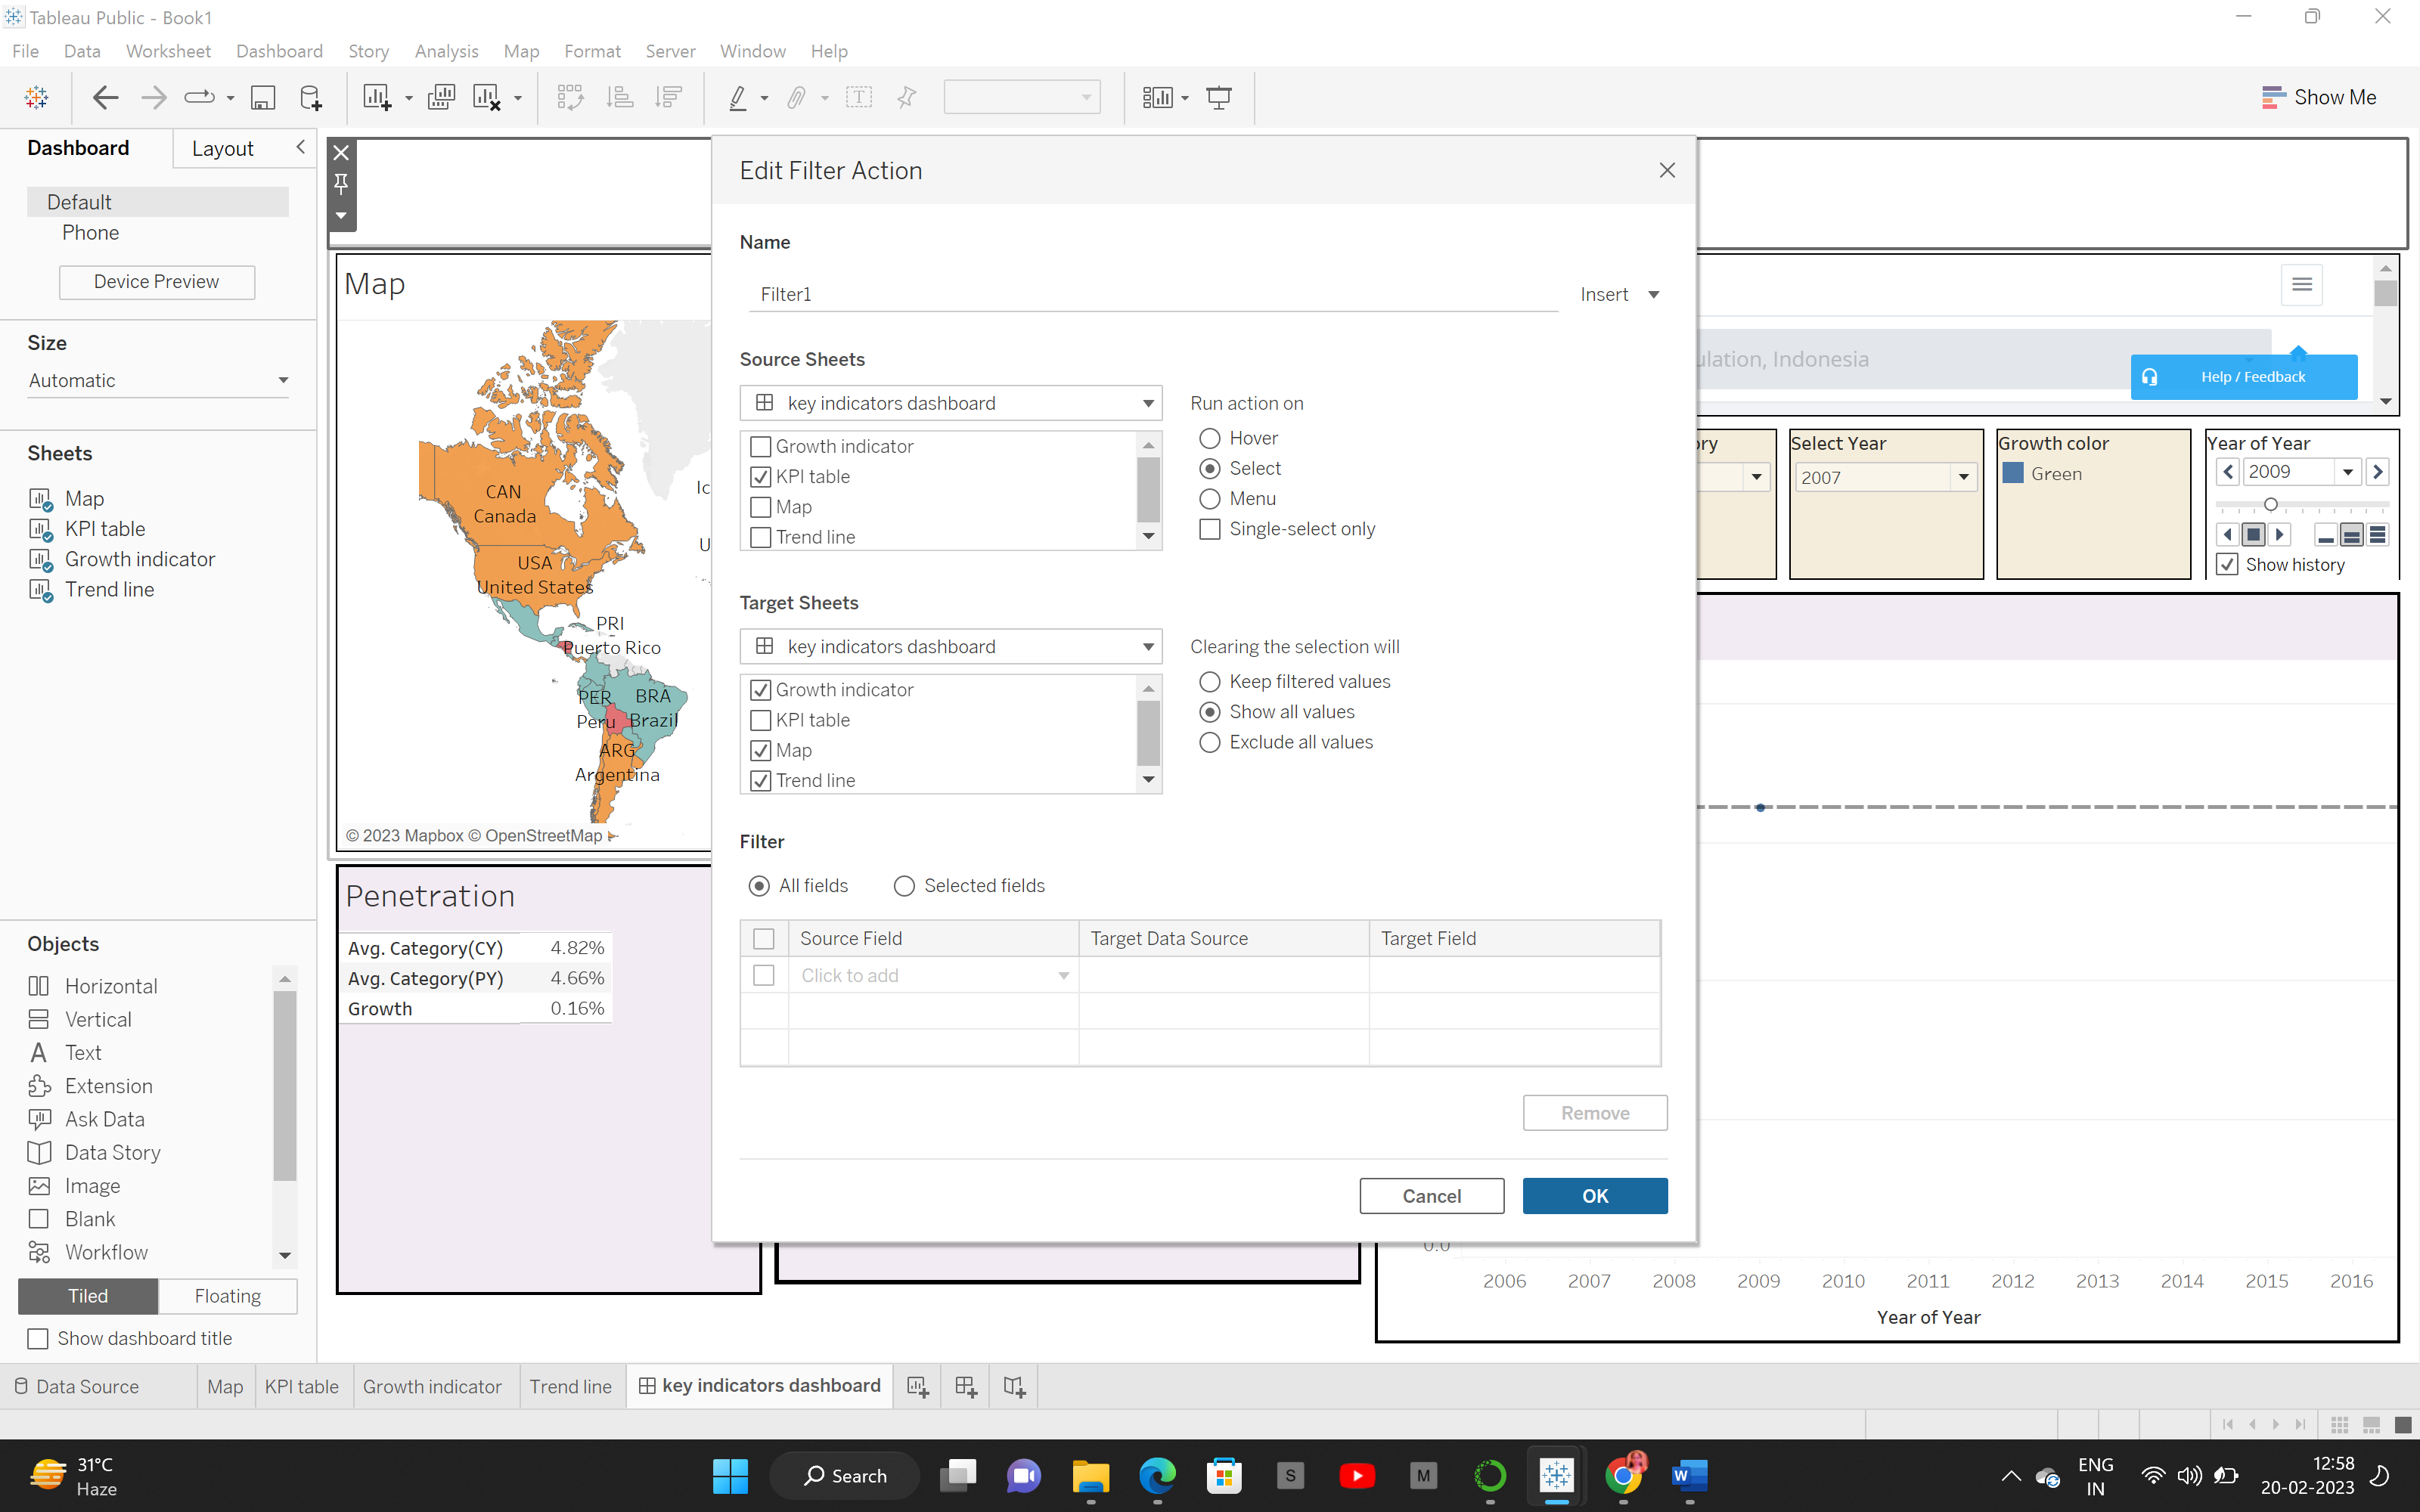 Tableau Public - Book1
File Data Worksheet Dashboard Story Analysis Map Format Server Window Help
Show Me
Dashboard
Layout
Default
Phone
Device Preview
Size
Automatic
Sheets
Map
KPI table
Growth indicator
Trend line
Objects
Horizontal
Vertical
Text
Extension
Ask Data
Data Story
Image
Blank
Workflow
Tiled
Floating
Show dashboard title
Map
CAN
Canada
USA
United States
PRI
Puerto Rico
PER
Peru
BRA
Brazil
ARG
Argentina
© 2023 Mapbox © OpenStreetMap
Penetration
Avg. Category(CY) 4.82%
Avg. Category(PY) 4.66%
Growth 0.16%
Edit Filter Action
Name
Filter1
Insert
Source Sheets
key indicators dashboard
Growth indicator
KPI table
Map
Trend line
Run action on
Hover
Select
Menu
Single-select only
Target Sheets
key indicators dashboard
Growth indicator
KPI table
Map
Trend line
Clearing the selection will
Keep filtered values
Show all values
Exclude all values
Filter
All fields
Selected fields
Source Field
Target Data Source
Target Field
Click to add
Remove
Cancel
OK
ulation, Indonesia
Help / Feedback
ry
Select Year
2007
Growth color
Green
Year of Year
2009
Show history
0.0
2006 2007 2008 2009 2010 2011 2012 2013 2014 2015 2016
Year of Year
Data Source
Map
KPI table
Growth indicator
Trend line
key indicators dashboard
31°C
Haze
Search
S
M
W
ENG
IN
12:58
20-02-2023